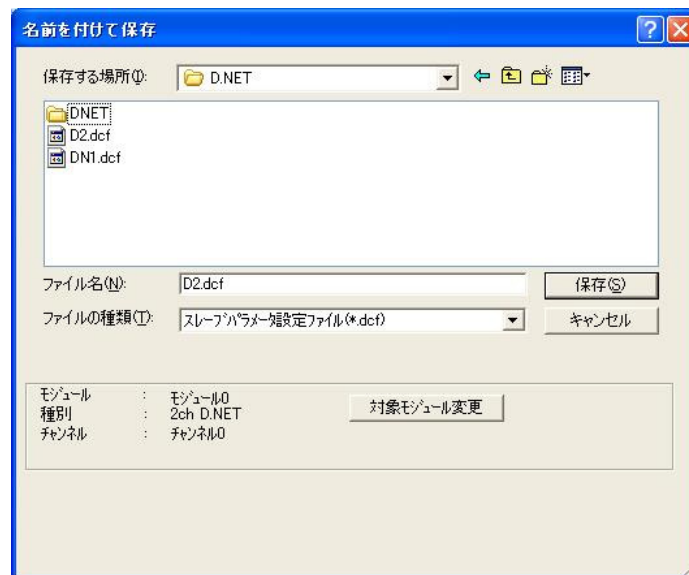 名前を付けて保存
保存する場所(I):
D.NET
DNET
D2.dcf
DN1.dcf
ファイル名(N):
D2.dcf
保存(S)
ファイルの種類(T):
スレーブパラメータ設定ファイル(*.dcf)
キャンセル
モジュール : モジュール0
種別 : 2ch D.NET
チャンネル : チャンネル0
対象モジュール変更